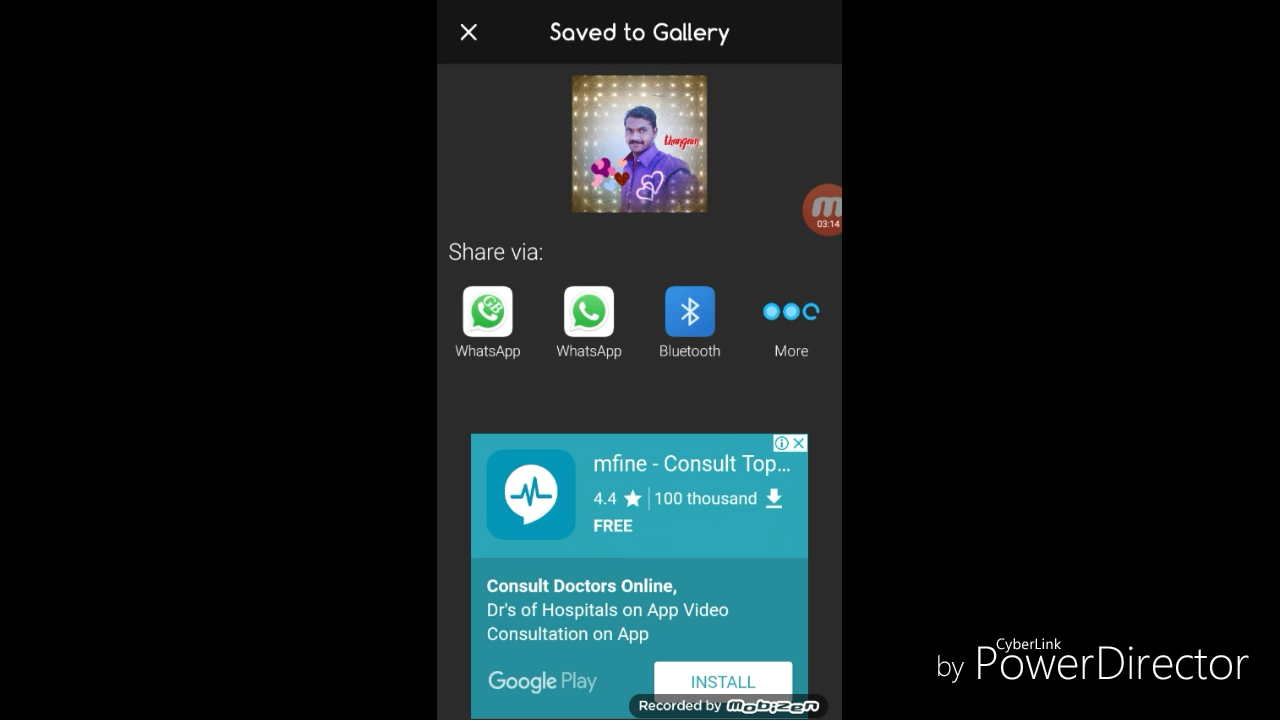 Saved to Gallery
thangam
03:14
Share via:
GB
WhatsApp
WhatsApp
Bluetooth
More
mfine - Consult Top...
4.4 100 thousand
FREE
Consult Doctors Online,
Dr's of Hospitals on App Video
Consultation on App
Google Play
INSTALL
Recorded by mobizen
CyberLink
by PowerDirector